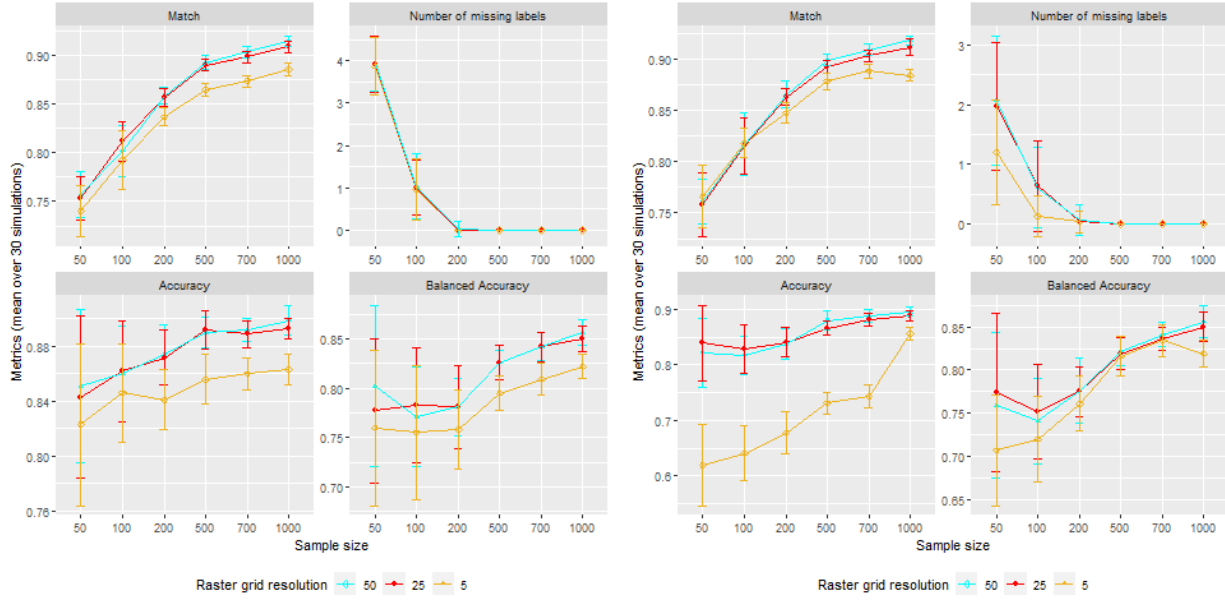 Match
Number of missing labels
0.90
0.85
0.80
0.75
4
3
2
1
0
50 100 200 500 700 1000
50 100 200 500 700 1000
Accuracy
Balanced Accuracy
0.88
0.84
0.80
0.76
0.85
0.80
0.75
0.70
50 100 200 500 700 1000
50 100 200 500 700 1000
Metrics (mean over 30 simulations)
Sample size
Raster grid resolution 50 25 5
Match
Number of missing labels
0.90
0.85
0.80
0.75
3
2
1
0
50 100 200 500 700 1000
50 100 200 500 700 1000
Accuracy
Balanced Accuracy
0.9
0.8
0.7
0.6
0.85
0.80
0.75
0.70
0.65
50 100 200 500 700 1000
50 100 200 500 700 1000
Metrics (mean over 30 simulations)
Sample size
Raster grid resolution 50 25 5